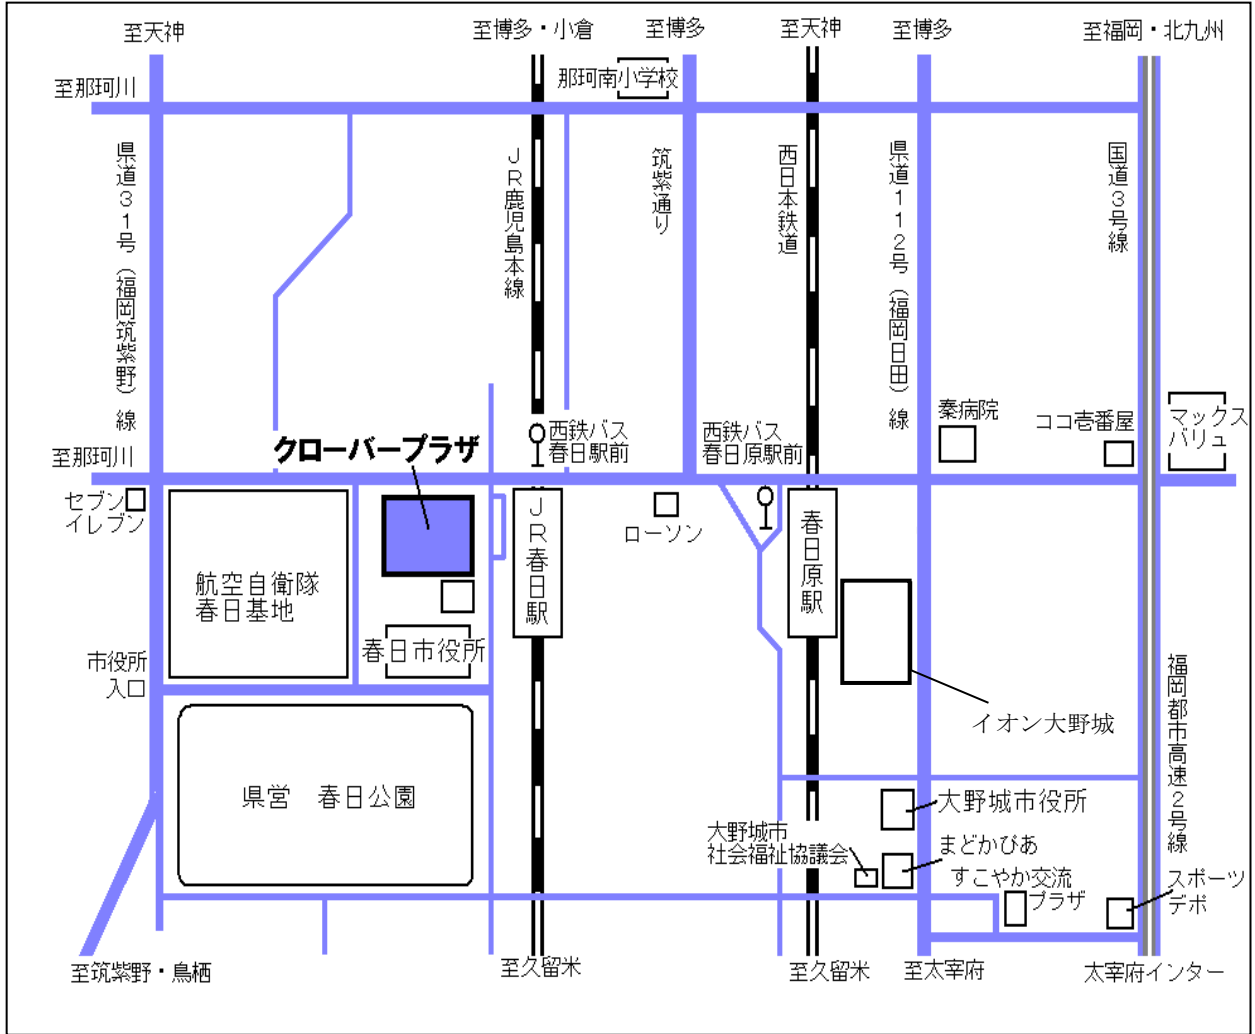 至天神
至博多・小倉
至博多
至天神
至博多
至福岡・北九州
至那珂川
那珂南小学校
県道31号(福岡筑紫野)線
JR鹿児島本線
筑紫通り
西日本鉄道
県道112号(福岡日田)線
国道3号線
クローバープラザ
西鉄バス
春日駅前
西鉄バス
春日原駅前
秦病院
ココ壱番屋
マックス
バリュ
至那珂川
セブン
イレブン
JR春日駅
ローソン
春日原駅
航空自衛隊
春日基地
春日市役所
市役所
入口
イオン大野城
福岡都市高速2号線
県営 春日公園
大野城市役所
大野城市
社会福祉協議会
まどかぴあ
すこやか交流
プラザ
スポーツ
デポ
至筑紫野・鳥栖
至久留米
至久留米
至太宰府
太宰府インター